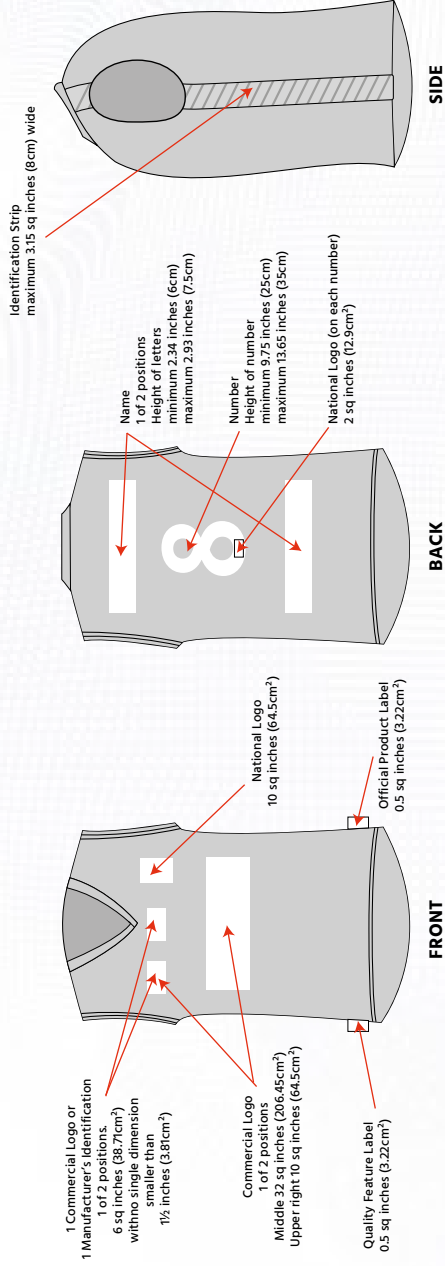 1 Commercial Logo or
1 Manufacturer's Identification
1 of 2 positions.
6 sq inches (38.71cm²)
withno single dimension
smaller than
1½ inches (3.81cm²)
Commercial Logo
1 of 2 positions
Middle 32 sq inches (206.45cm²)
Upper right 10 sq inches (64.5cm²)
Quality Feature Label
0.5 sq inches (3.22cm²)
National Logo
10 sq inches (64.5cm²)
Official Product Label
0.5 sq inches (3.22cm²)
FRONT
Name
1 of 2 positions
Height of letters
minimum 2.34 inches (6cm)
maximum 2.93 inches (7.5cm)
Number
Height of number
minimum 9.75 inches (25cm)
maximum 13.65 inches (35cm)
National Logo (on each number)
2 sq inches (12.9cm²)
8
BACK
Identification Strip
maximum 3.15 sq inches (8cm) wide
SIDE